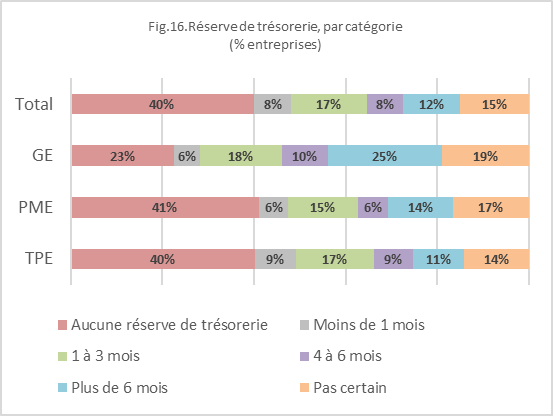 Fig.16.Réserve de trésorerie, par catégorie
(% entreprises)
Total 40% 8% 17% 8% 12% 15%
GE 23% 6% 18% 10% 25% 19%
PME 41% 6% 15% 6% 14% 17%
TPE 40% 9% 17% 9% 11% 14%
Aucune réserve de trésorerie Moins de 1 mois
1 à 3 mois 4 à 6 mois
Plus de 6 mois Pas certain